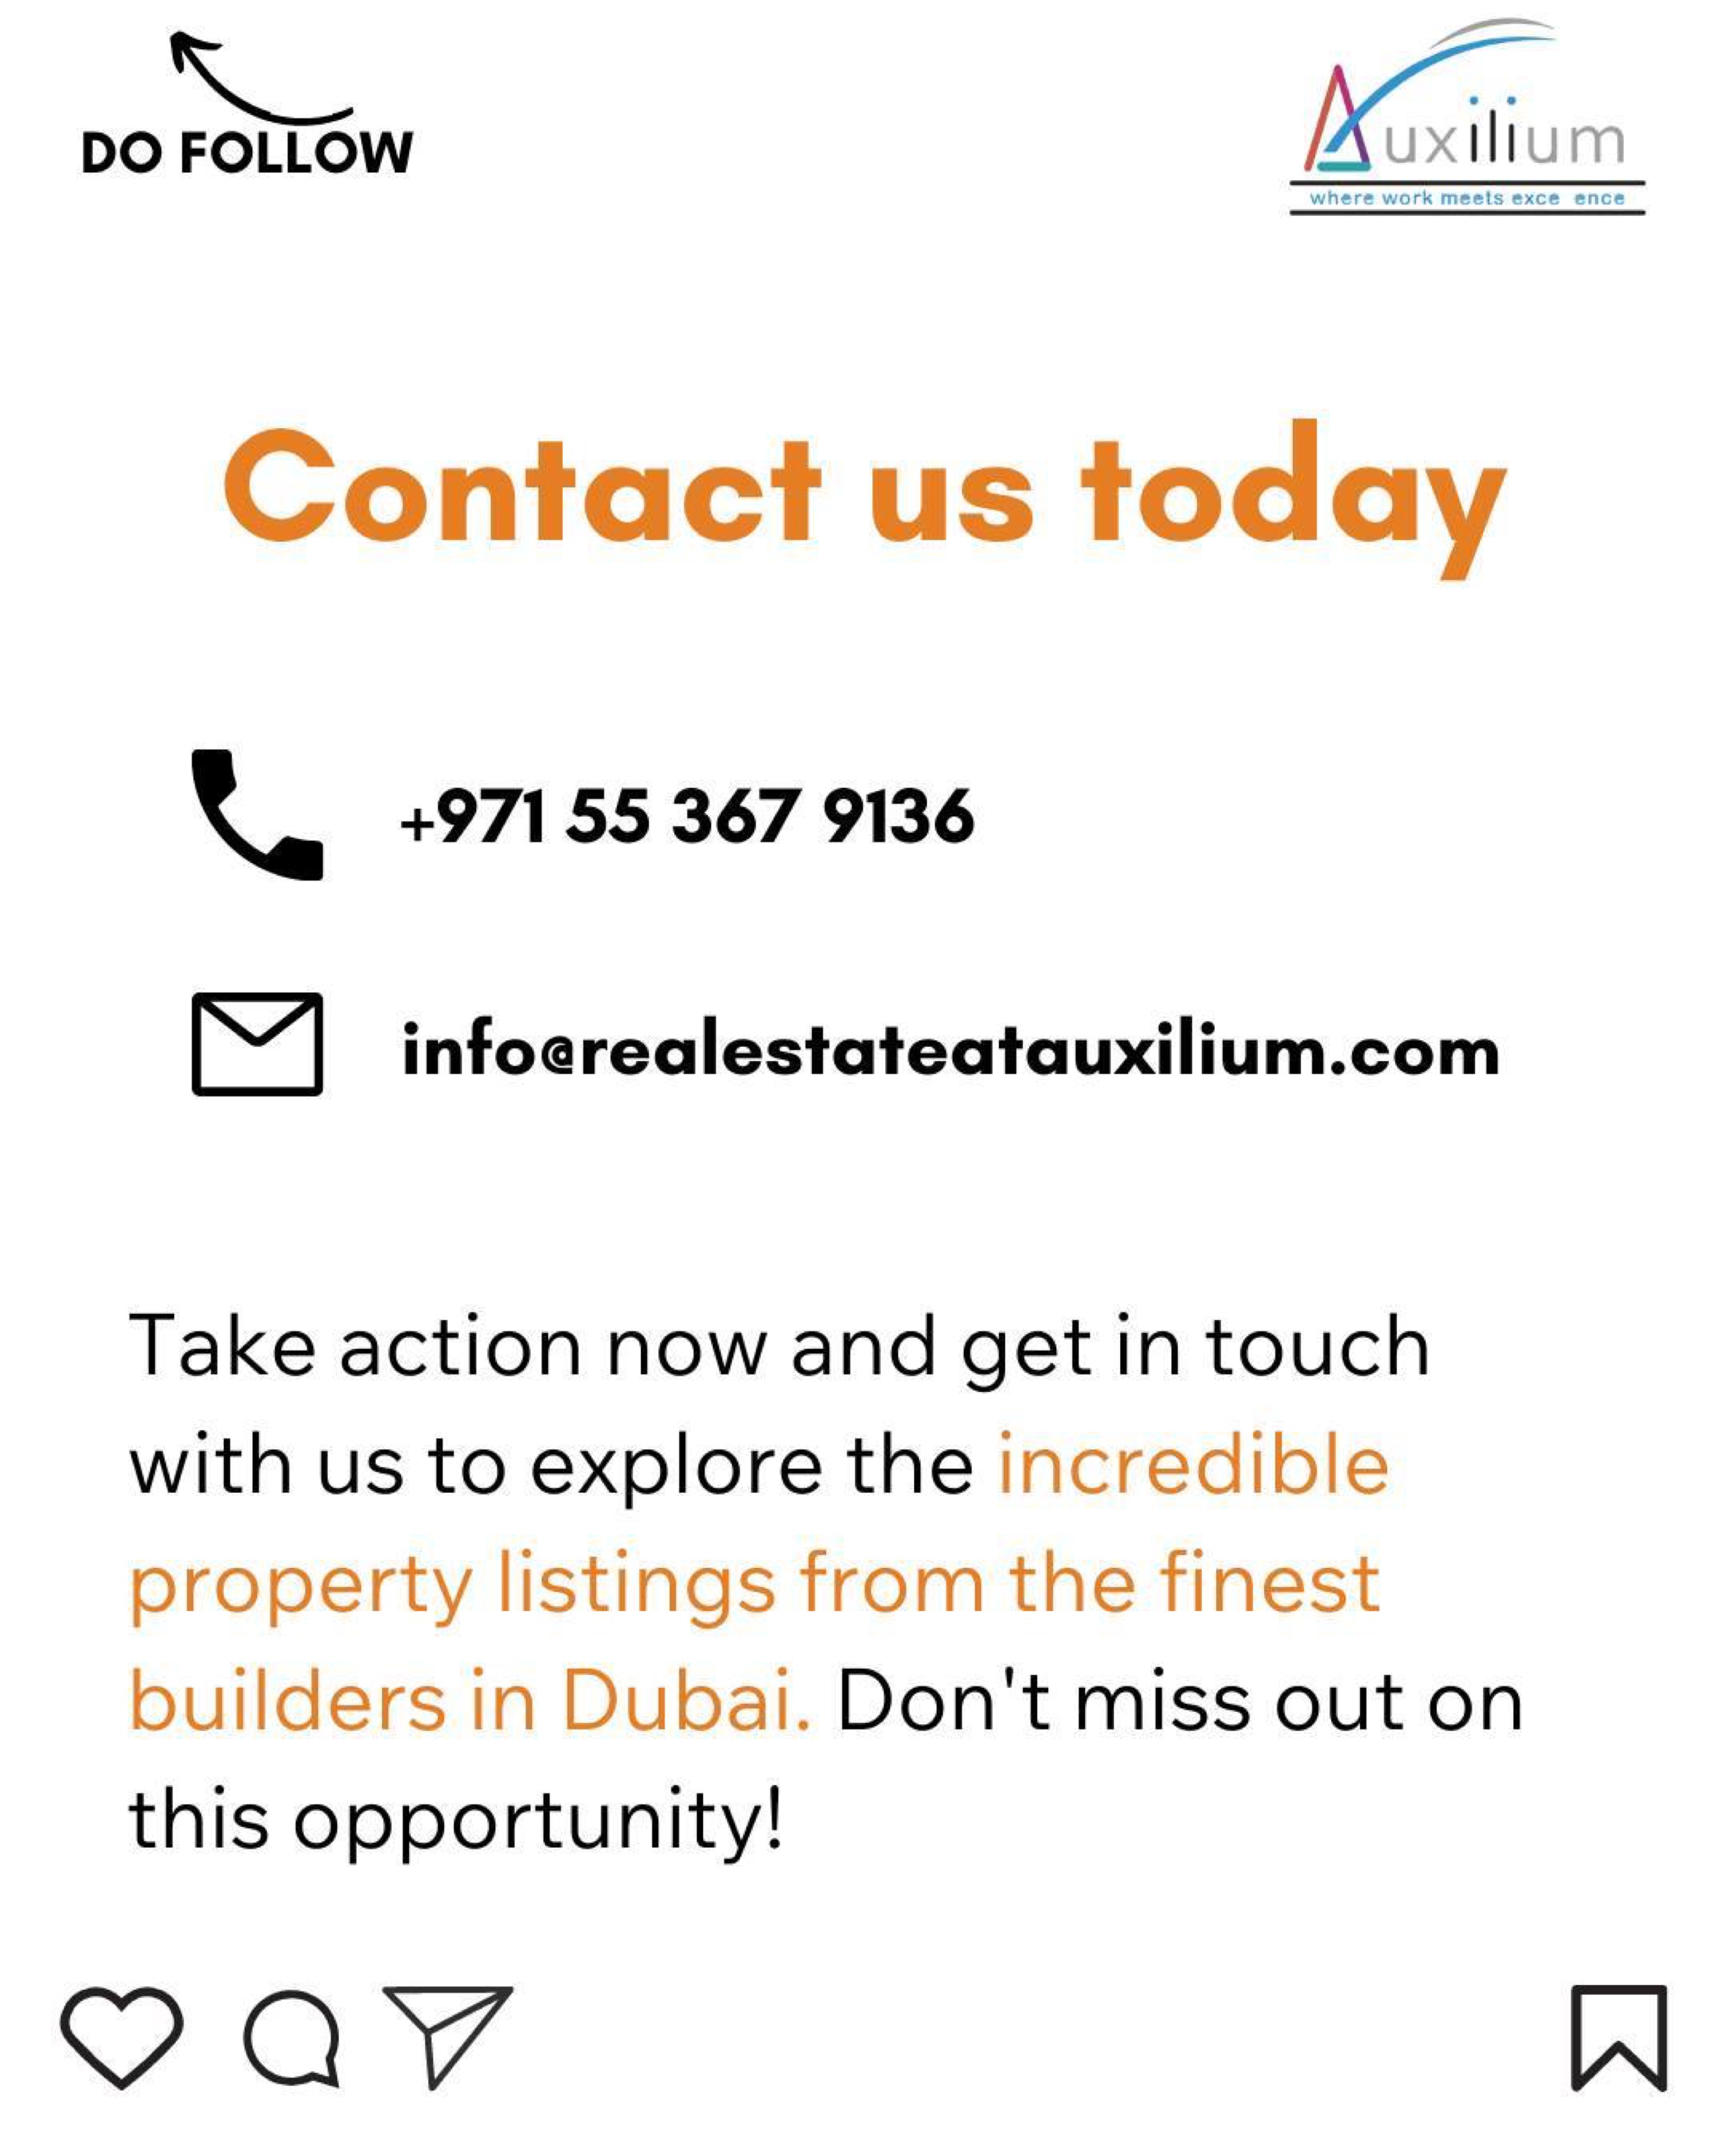 DO FOLLOW
Auxilium
where work meets exce ence
Contact us today
+971 55 367 9136
info@realestateatauxilium.com
Take action now and get in touch
with us to explore the incredible
property listings from the finest
builders in Dubai. Don't miss out on
this opportunity!